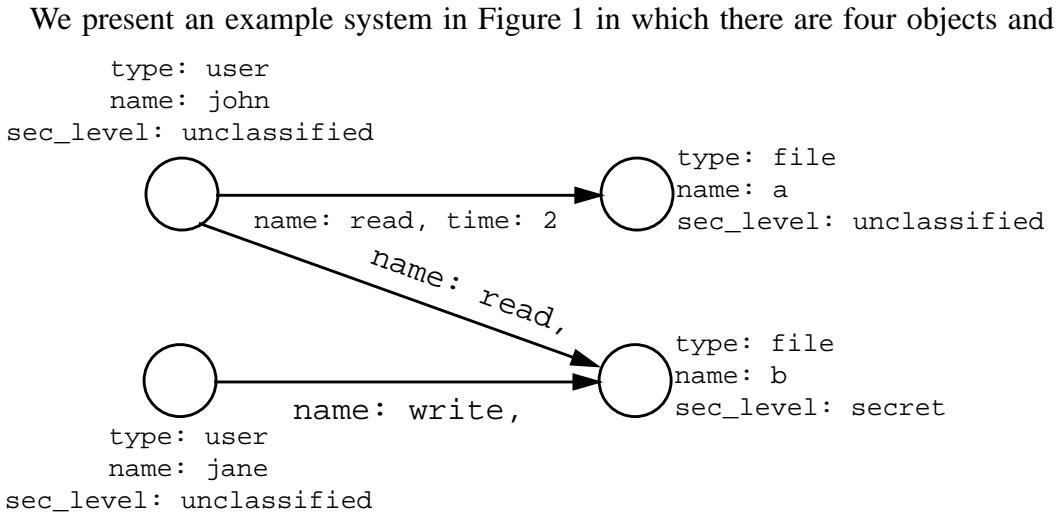 We present an example system in Figure 1 in which there are four objects and
type: user
name: john
sec_level: unclassified
type: file
name: a
sec_level: unclassified
name: read, time: 2
name: read,
type: file
name: b
sec_level: secret
name: write,
type: user
name: jane
sec_level: unclassified